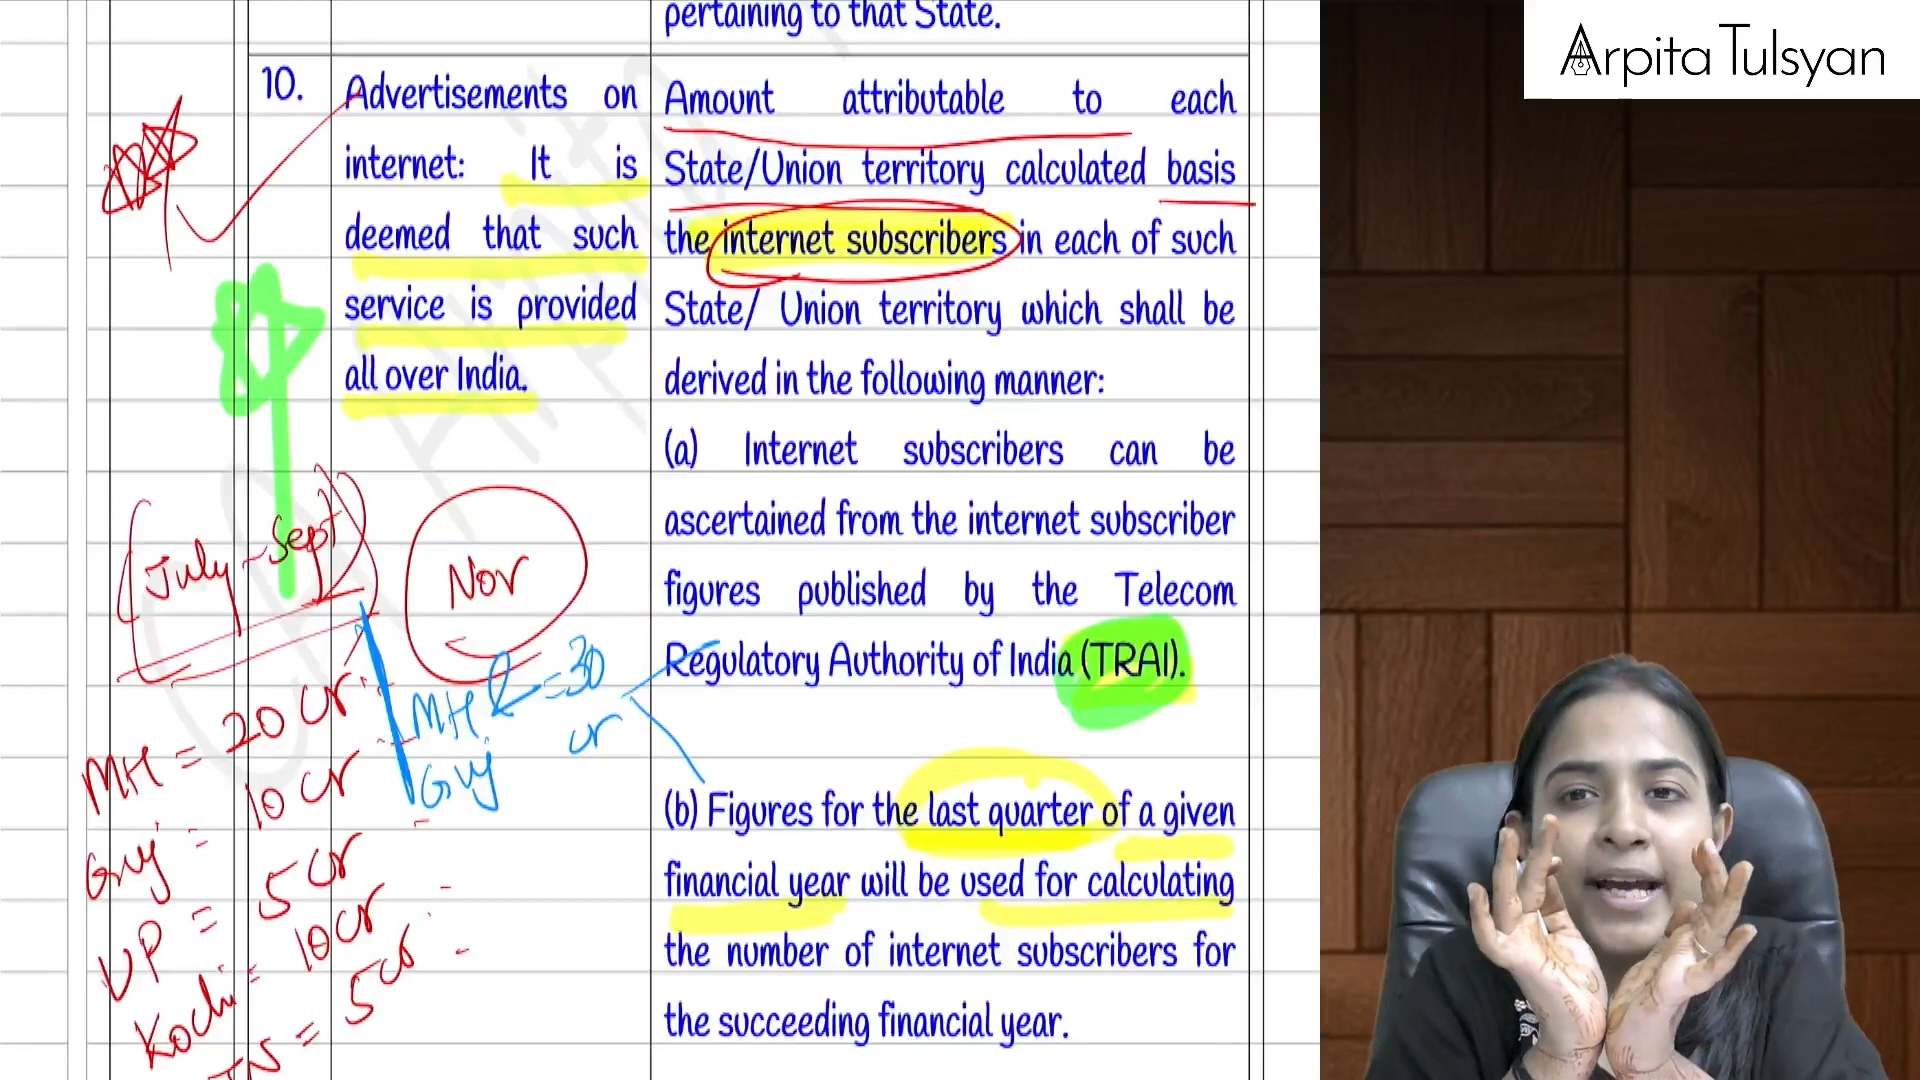 Arpita Tulsyan
pertaining to that State.
10.
Advertisements on
internet: It is
deemed that such
service is provided
all over India.
Amount attributable to each
State/Union territory calculated basis
the internet subscribers in each of such
State/ Union territory which shall be
derived in the following manner:
(a) Internet subscribers can be
ascertained from the internet subscriber
figures published by the Telecom
Regulatory Authority of India (TRAI).
(b) Figures for the last quarter of a given
financial year will be used for calculating
the number of internet subscribers for
the succeeding financial year.
(July - Sept)
Nov
MH = 20 cr
Guj = 10 cr
UP = 5 cr
Kochi = 10 cr
TN = 5 cr
MH = 30
cr
Guj